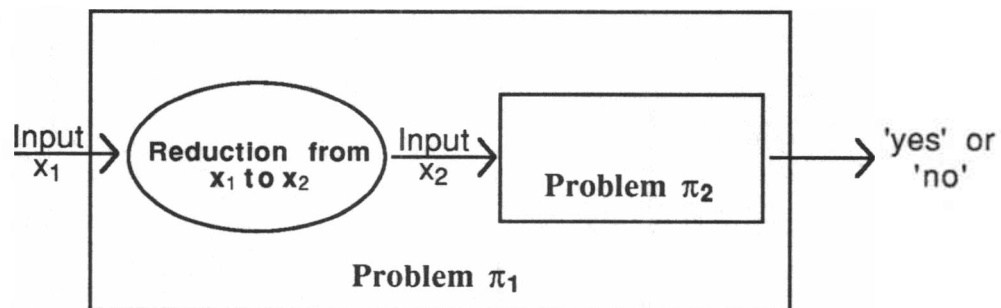 Input
x₁
Reduction from
x₁ to x₂
Input
x₂
Problem π₂
'yes' or
'no'
Problem π₁